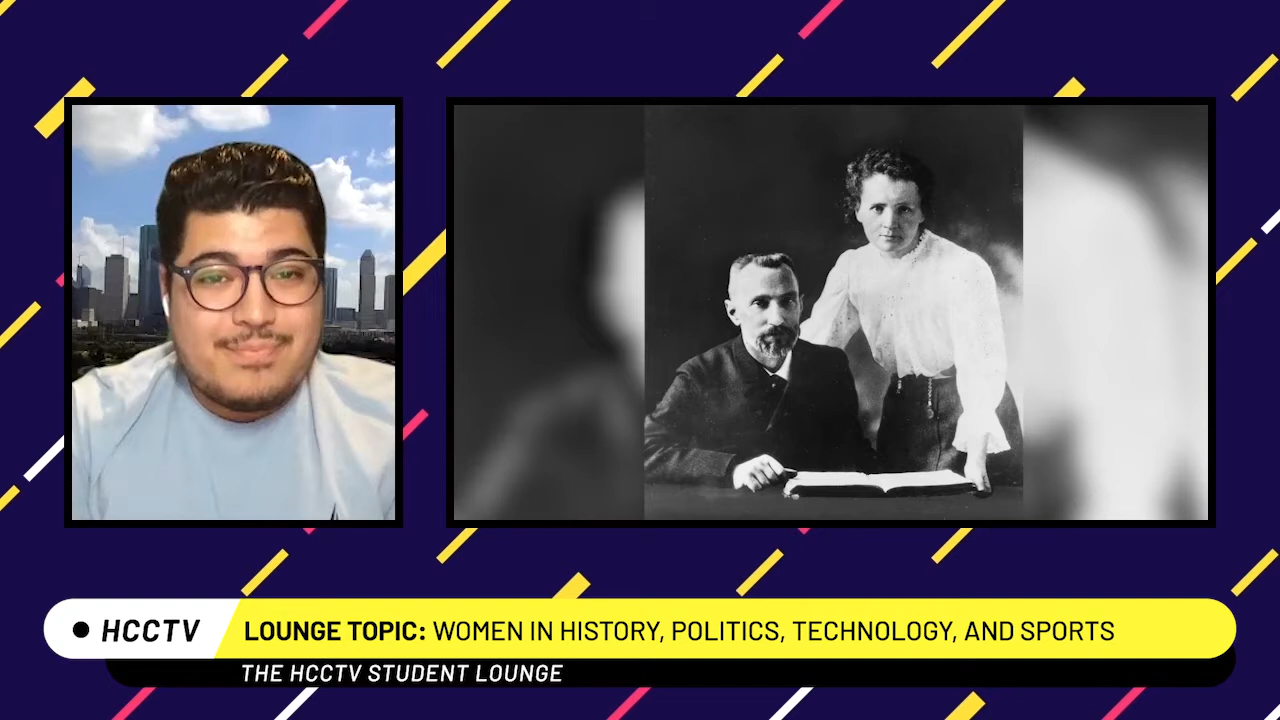 HCCTV
LOUNGE TOPIC: WOMEN IN HISTORY, POLITICS, TECHNOLOGY, AND SPORTS
THE HCCTV STUDENT LOUNGE